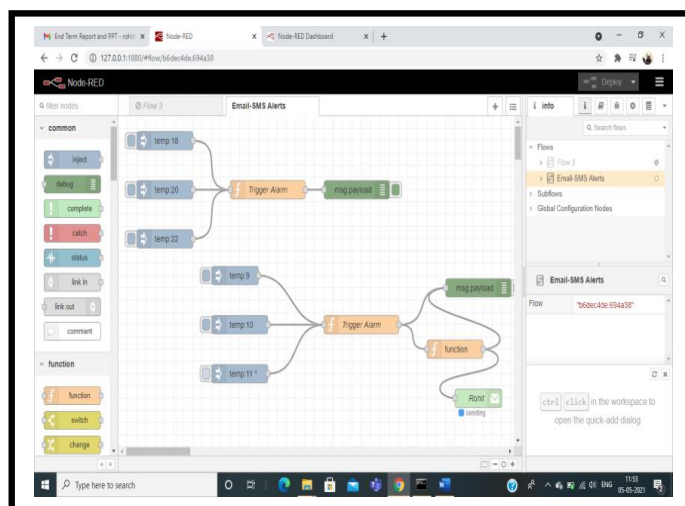 End Term Report and PPT - rohit
Node-RED
Node-RED Dashboard
127.0.0.1:1880/#flow/b6dec4de.694a38
Node-RED
Deploy
filter nodes
Flow 3
Email-SMS Alerts
info
i
Search flows
common
inject
debug
complete
catch
status
link in
link out
comment
function
function
switch
change
temp:18
temp:20
temp:22
Trigger Alarm
msg.payload
temp:9
temp:10
temp:11 ¹
Trigger Alarm
msg.payload
function
Rohit
sending
Flows
Flow 3
Email-SMS Alerts
Subflows
Global Configuration Nodes
Email-SMS Alerts
Flow "b6dec4de.694a38"
ctrl click in the workspace to
open the quick-add dialog
Type here to search
ENG
11:53
05-05-2021